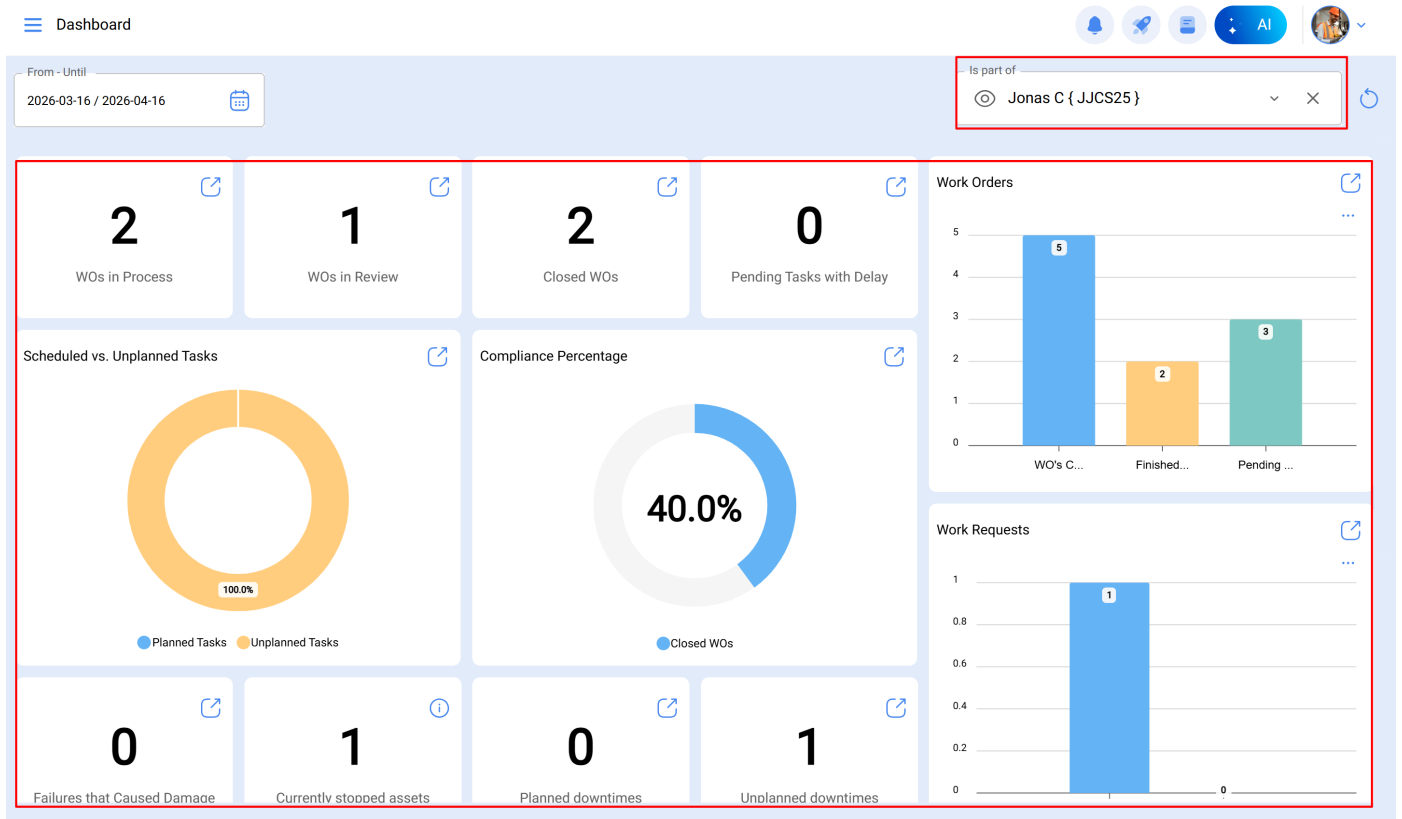 Dashboard
AI
From - Until
2026-03-16 / 2026-04-16
Is part of
Jonas C { JJCS25 }
2
WOs in Process
1
WOs in Review
2
Closed WOs
0
Pending Tasks with Delay
Work Orders
5
4
3
2
1
0
5
2
3
WO's C...
Finished...
Pending ...
Scheduled vs. Unplanned Tasks
100.0%
Planned Tasks
Unplanned Tasks
Compliance Percentage
40.0%
Closed WOs
Work Requests
1
0.8
0.6
0.4
0.2
0
1
0
0
Failures that Caused Damage
1
Currently stopped assets
0
Planned downtimes
1
Unplanned downtimes